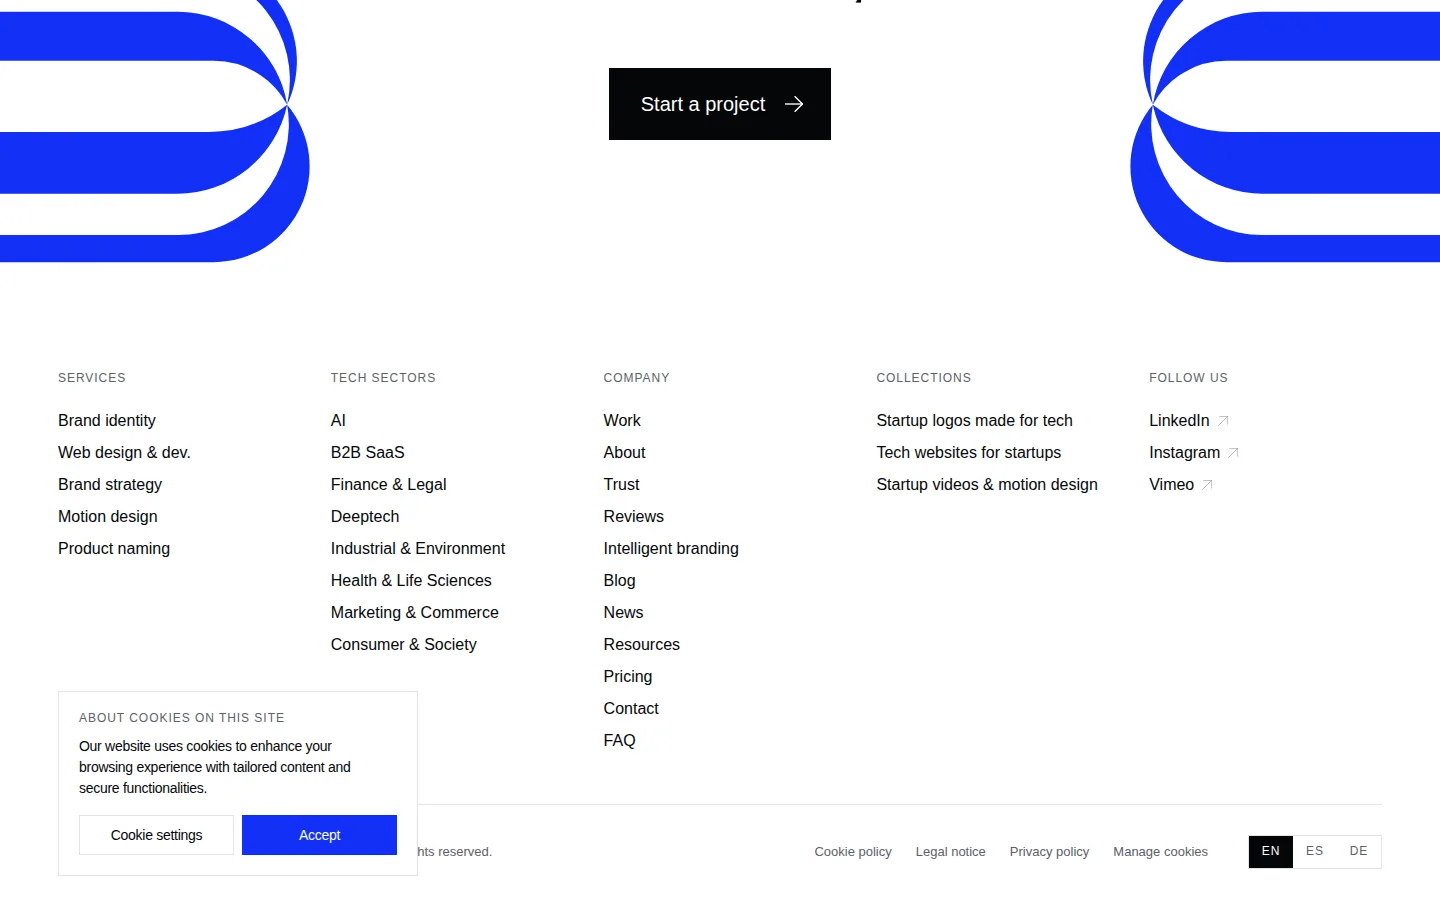 Start a project
SERVICES
Brand identity
Web design & dev.
Brand strategy
Motion design
Product naming
TECH SECTORS
AI
B2B SaaS
Finance & Legal
Deeptech
Industrial & Environment
Health & Life Sciences
Marketing & Commerce
Consumer & Society
COMPANY
Work
About
Trust
Reviews
Intelligent branding
Blog
News
Resources
Pricing
Contact
FAQ
COLLECTIONS
Startup logos made for tech
Tech websites for startups
Startup videos & motion design
FOLLOW US
LinkedIn
Instagram
Vimeo
ABOUT COOKIES ON THIS SITE
Our website uses cookies to enhance your
browsing experience with tailored content and
secure functionalities.
Cookie settings
Accept
hts reserved.
Cookie policy
Legal notice
Privacy policy
Manage cookies
EN
ES
DE